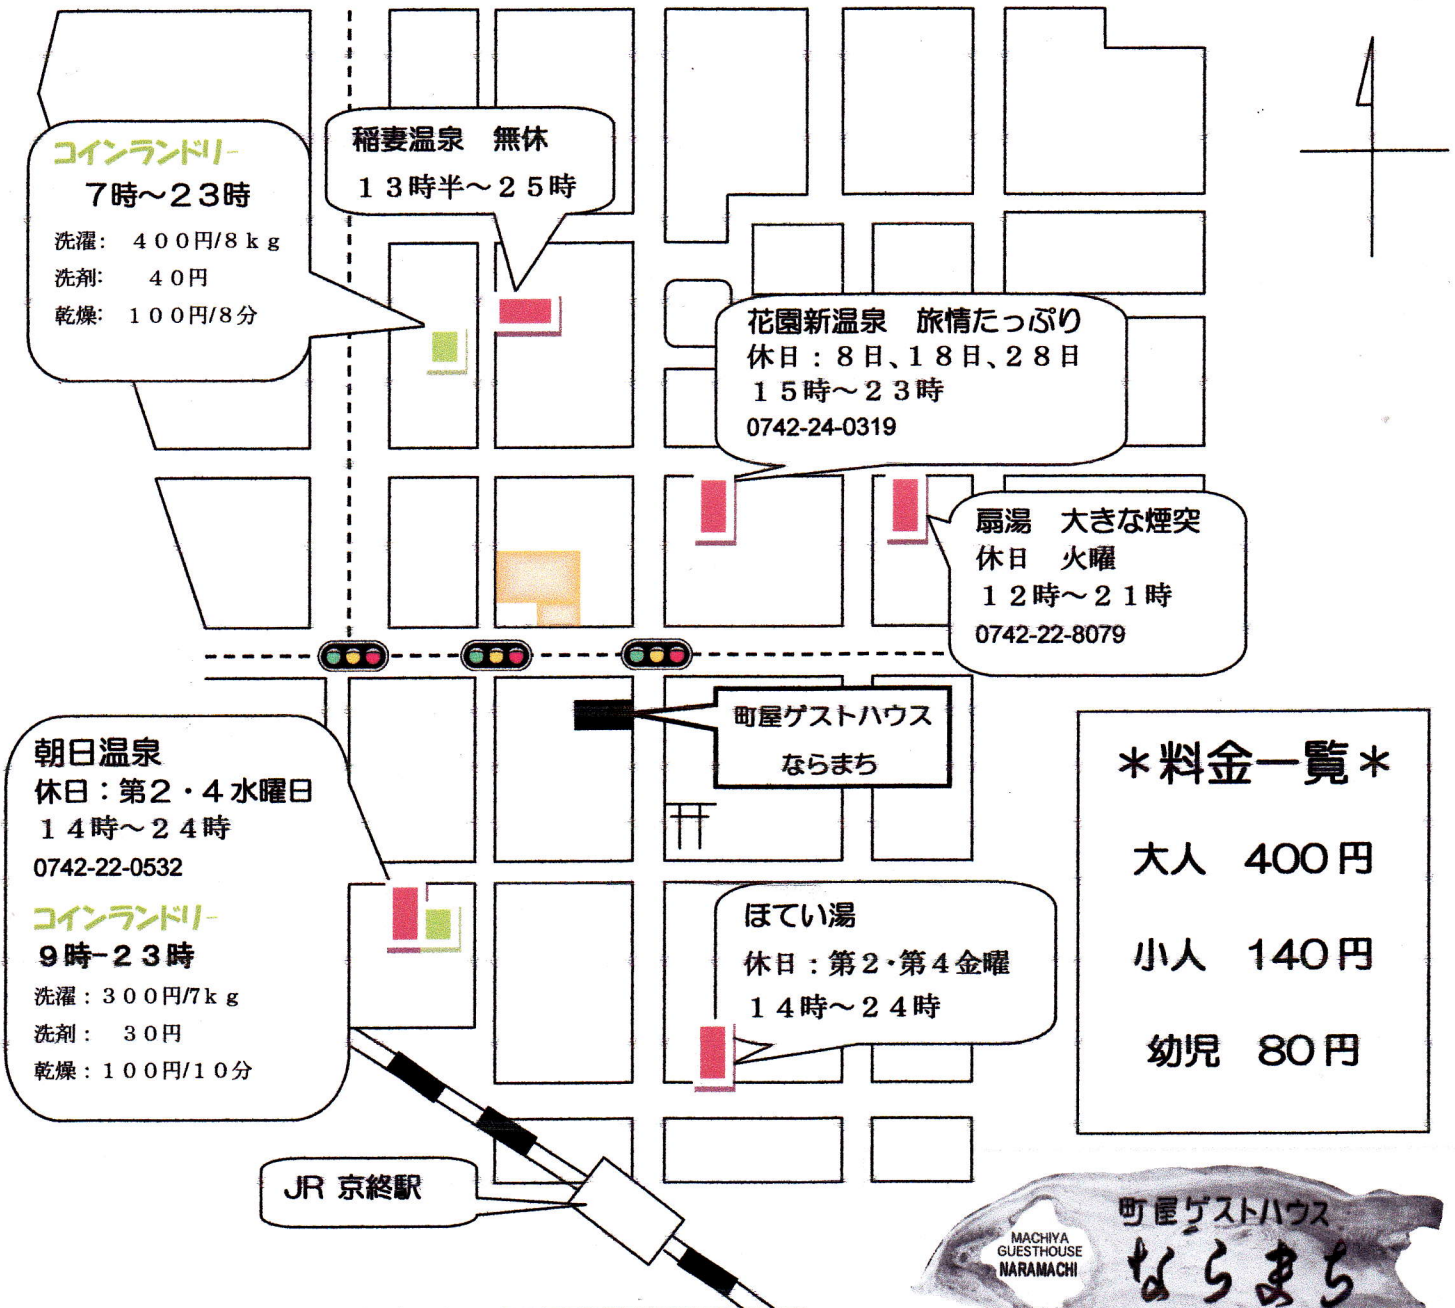 コインランドリー
7時～23時
洗濯:　４００円/8ｋｇ
洗剤:　４０円
乾燥:　１００円/８分
稲妻温泉　無休
１３時半～２５時
花園新温泉　旅情たっぷり
休日：８日、１８日、２８日
１５時～２３時
0742-24-0319
扇湯　大きな煙突
休日　火曜
１２時～２１時
0742-22-8079
町屋ゲストハウス
ならまち
朝日温泉
休日：第２・４水曜日
１４時～２４時
0742-22-0532
コインランドリー
９時-２３時
洗濯：３００円/7ｋｇ
洗剤：　３０円
乾燥：１００円/１０分
ほてい湯
休日：第２・第４金曜
１４時～２４時
＊料金一覧＊
大人　400円
小人　140円
幼児　80円
JR 京終駅
町屋ゲストハウス
MACHIYA
GUESTHOUSE
NARAMACHI
ならまち